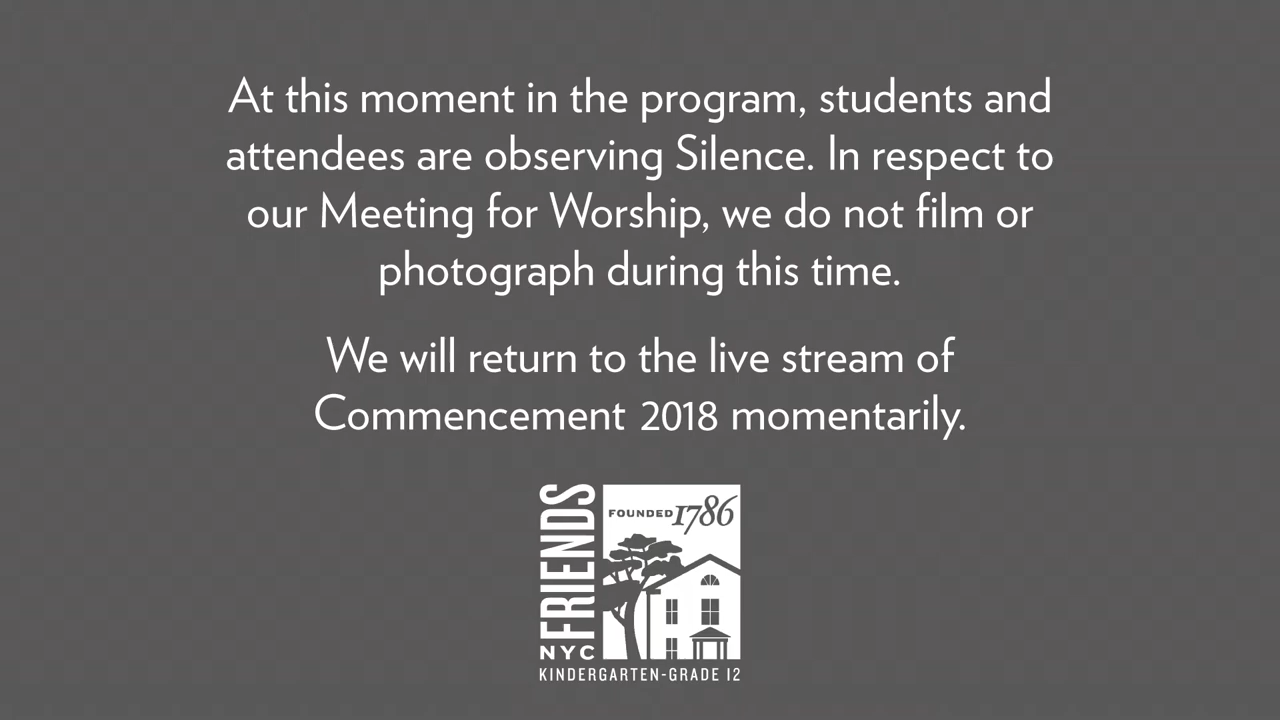 At this moment in the program, students and
attendees are observing Silence. In respect to
our Meeting for Worship, we do not film or
photograph during this time.
We will return to the live stream of
Commencement 2018 momentarily.
FRIENDS
NYC
FOUNDED 1786
KINDERGARTEN-GRADE 12